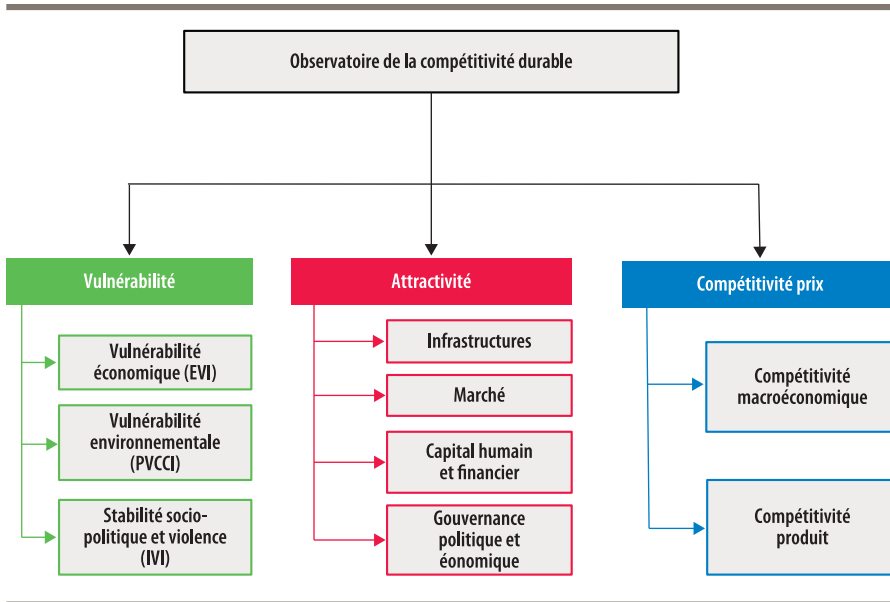 Observatoire de la compétitivité durable
Vulnérabilité
Vulnérabilité
économique (EVI)
Vulnérabilité
environnementale
(PVCCI)
Stabilité socio-
politique et violence
(IVI)
Attractivité
Infrastructures
Marché
Capital humain
et financier
Gouvernance
politique et
éonomique
Compétitivité prix
Compétitivité
macroéconomique
Compétitivité
produit